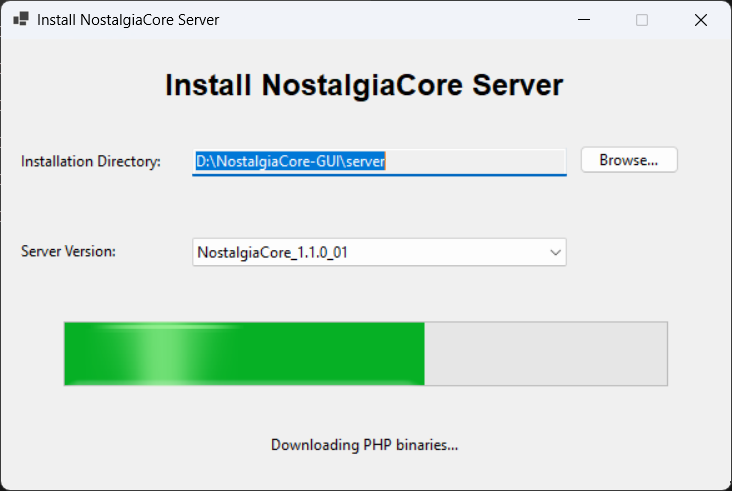 Install NostalgiaCore Server
Install NostalgiaCore Server
Installation Directory: D:\NostalgiaCore-GUI\server Browse...
Server Version: NostalgiaCore_1.1.0_01
Downloading PHP binaries...